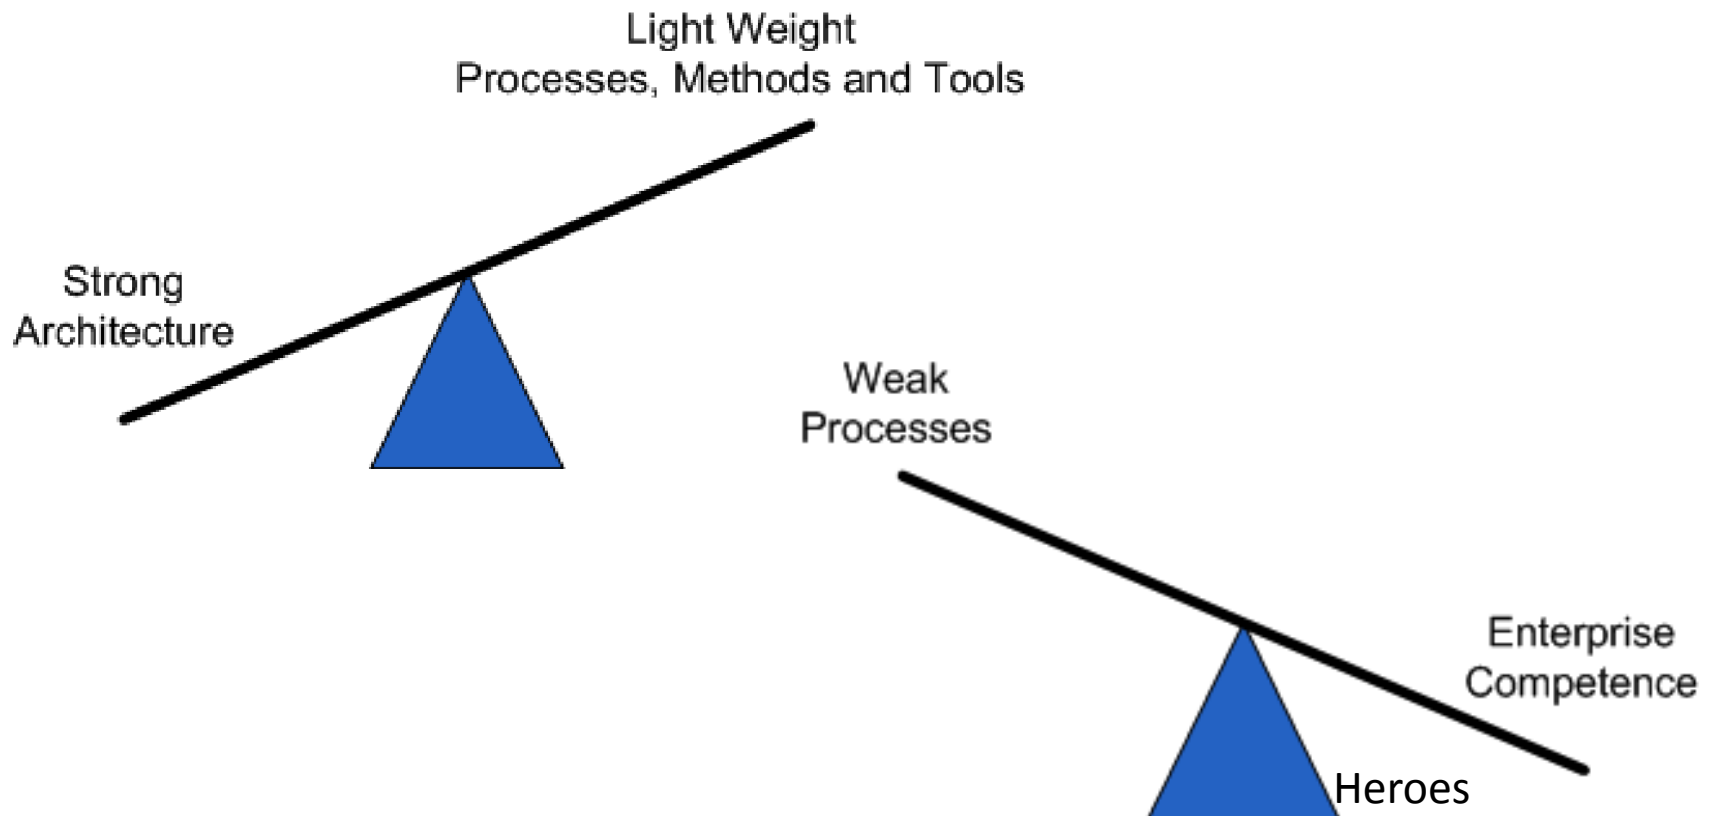 Light Weight
Processes, Methods and Tools
Strong
Architecture
Weak
Processes
Enterprise
Competence
Heroes